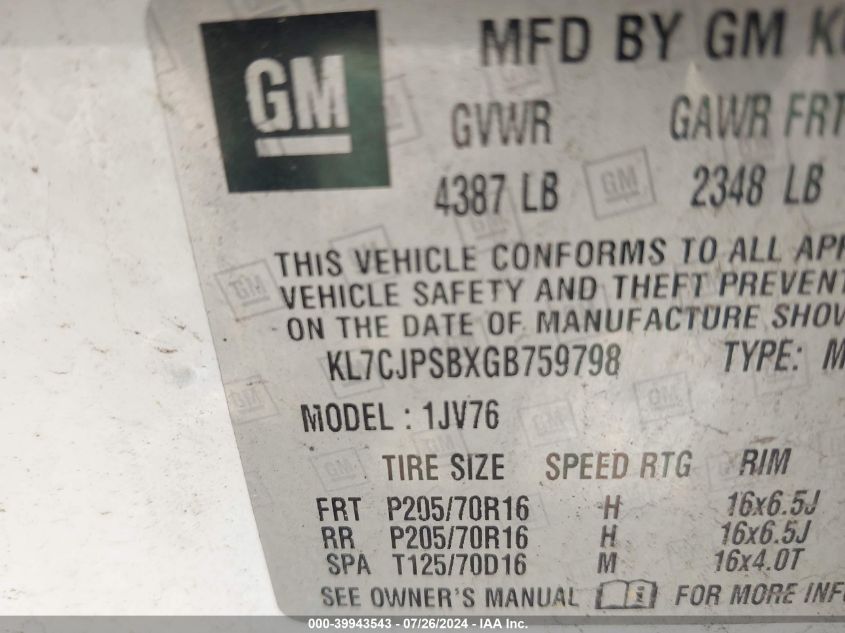 GM
MFD BY GM
GVWR GAWR FRT
4387 LB 2348 LB
THIS VEHICLE CONFORMS TO ALL
VEHICLE SAFETY AND THEFT
ON THE DATE OF MANUFACTURE
KL7CJPSBXGB759798 TYPE:
MODEL : 1JV76
TIRE SIZE SPEED RTG RIM
FRT P205/70R16 H 16x6.5J
RR P205/70R16 H 16x6.5J
SPA T125/70D16 M 16x4.0T
SEE OWNER'S MANUAL FOR MORE
000-39943543 - 07/26/2024 - IAA Inc.